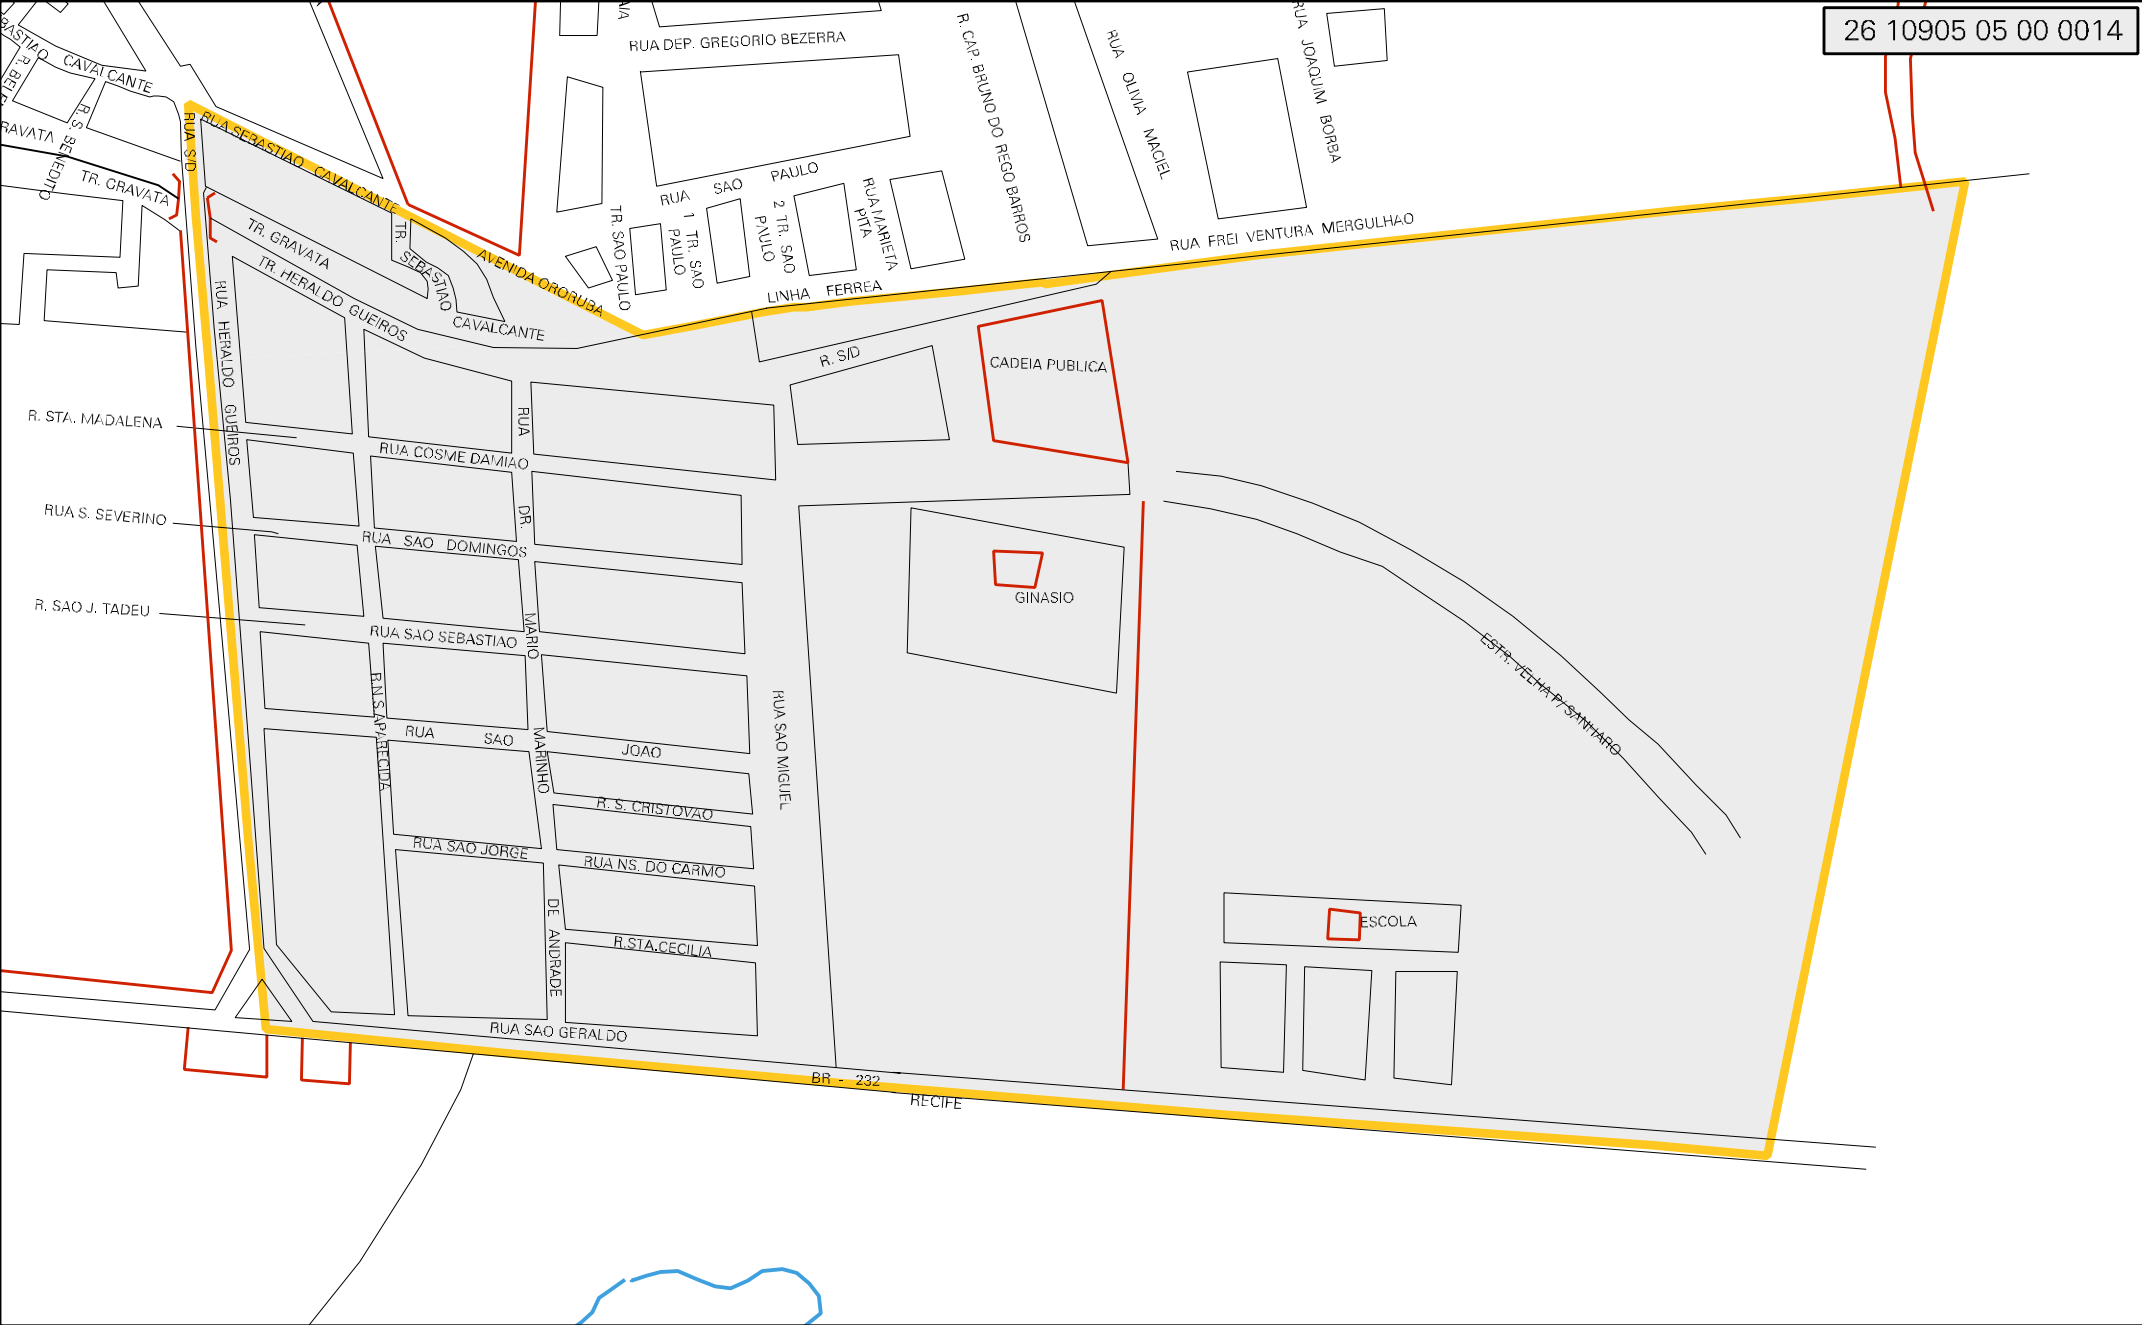 26 10905 05 00 0014
RUA DEP. GREGORIO BEZERRA
R. CAP. BRUNO DO REGO BARROS
RUA OLIVIA MACIEL
RUA JOAQUIM BORBA
CAVALCANTE
R. S. BENEDITO
TR. GRAVATA
RUA S/D
RUA SEBASTIAO CAVALCANTE
RUA SAO PAULO
TR. SAO PAULO
1 TR. SAO
PAULO
2 TR. SAO
PAULO
RUA MARIETA
PITA
RUA FREI VENTURA MERGULHAO
TR. GRAVATA
TR. SEBASTIAO
CAVALCANTE
AVENIDA ORORUBA
LINHA FERREA
TR. HERALDO GUEIROS
RUA HERALDO GUEIROS
R. S/D
CADEIA PUBLICA
R. STA. MADALENA
RUA COSME DAMIAO
RUA DR. MARIO MARINHO DE ANDRADE
RUA S. SEVERINO
RUA SAO DOMINGOS
GINASIO
R. SAO J. TADEU
RUA SAO SEBASTIAO
ESTR. VELHA P/ SANHARO
R.N.S.APARECIDA
RUA SAO MIGUEL
RUA SAO JOAO
R. S. CRISTOVAO
RUA SAO JORGE
RUA NS. DO CARMO
ESCOLA
R.STA.CECILIA
RUA SAO GERALDO
BR - 232
RECIFE